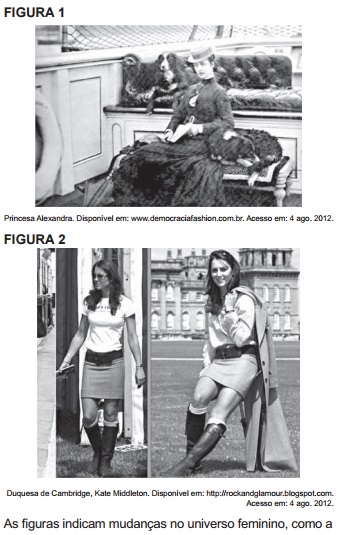 FIGURA 1
Princesa Alexandra. Disponível em: www.democraciafashion.com.br. Acesso em: 4 ago. 2012.
FIGURA 2
Duquesa de Cambridge, Kate Middleton. Disponível em: http://rockandglamour.blogspot.com.
Acesso em: 4 ago. 2012.
As figuras indicam mudanças no universo feminino, como a